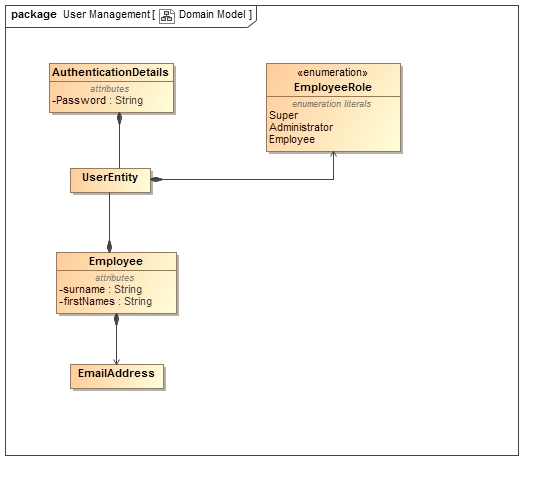 package User Management [ Domain Model ]
AuthenticationDetails
attributes
-Password : String
«enumeration»
EmployeeRole
enumeration literals
Super
Administrator
Employee
UserEntity
Employee
attributes
-surname : String
-firstNames : String
EmailAddress